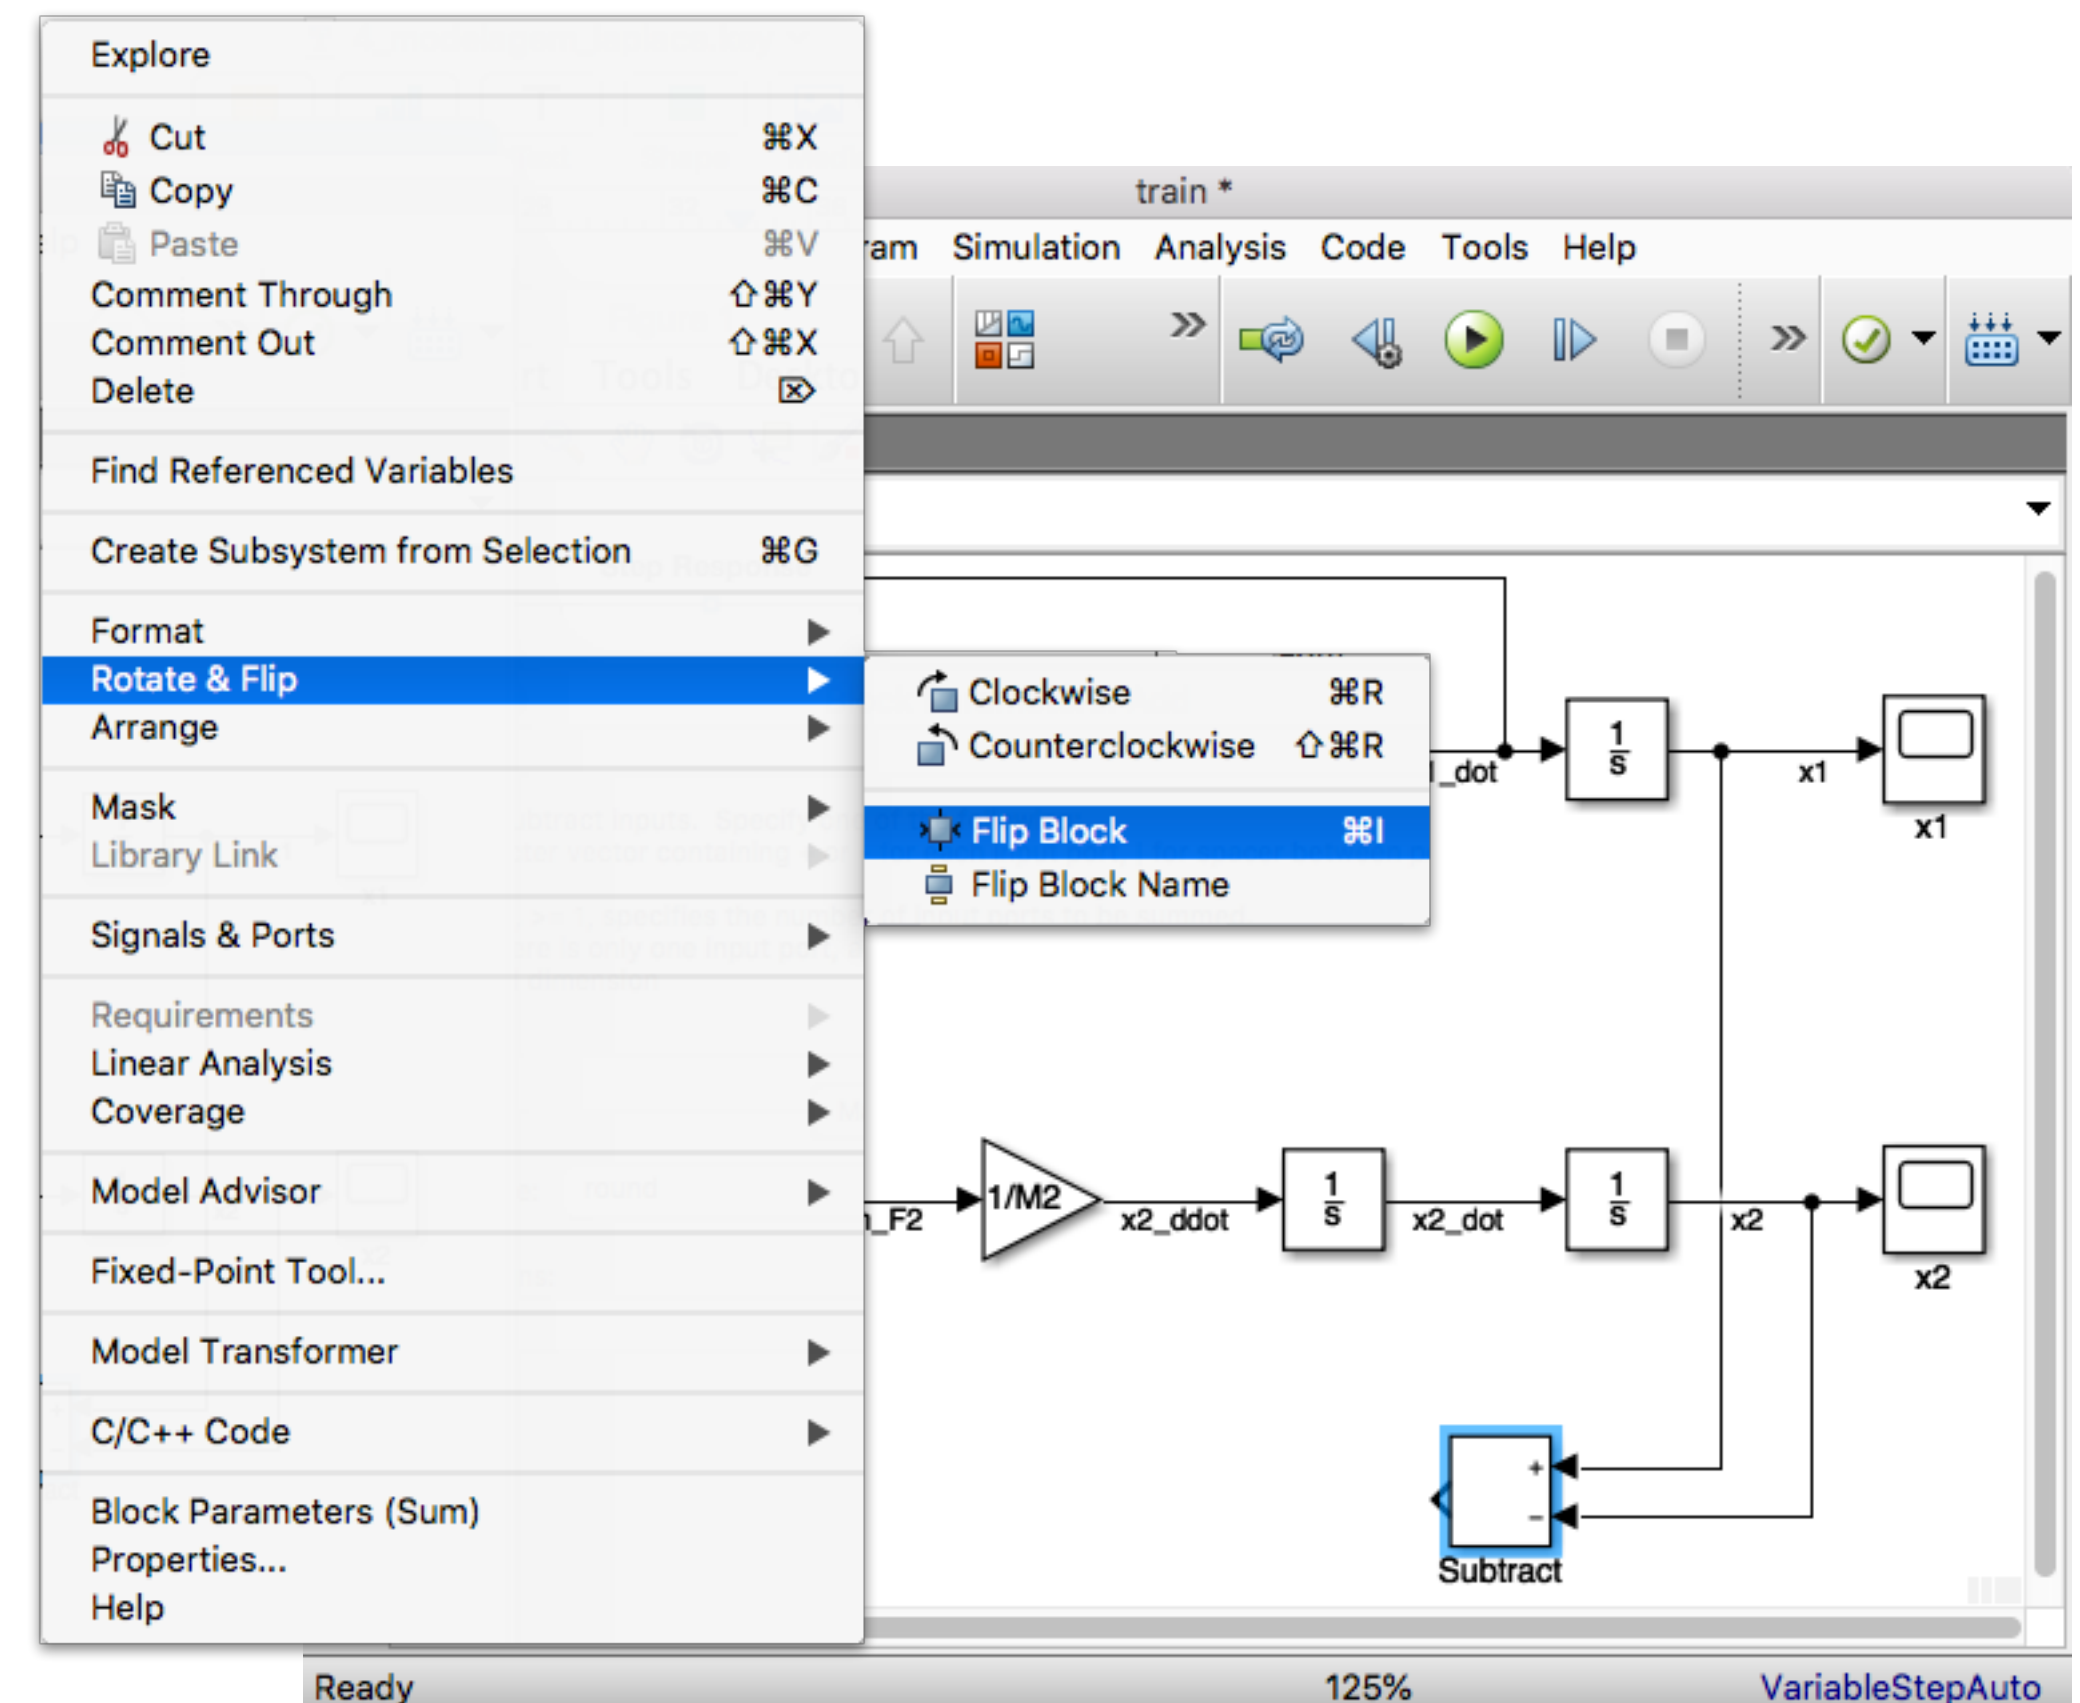 Explore
Cut ⌘X
Copy ⌘C
Paste ⌘V
Comment Through ⇧⌘Y
Comment Out ⇧⌘X
Delete ⌦
Find Referenced Variables
Create Subsystem from Selection ⌘G
Format
Rotate & Flip
Arrange
Mask
Library Link
Signals & Ports
Requirements
Linear Analysis
Coverage
Model Advisor
Fixed-Point Tool...
Model Transformer
C/C++ Code
Block Parameters (Sum)
Properties...
Help
Clockwise ⌘R
Counterclockwise ⇧⌘R
Flip Block ⌘I
Flip Block Name
train *
am Simulation Analysis Code Tools Help
_dot
1
s
x1
x1
_F2
1/M2
x2_ddot
1
s
x2_dot
1
s
x2
x2
+
−
Subtract
Ready 125% VariableStepAuto